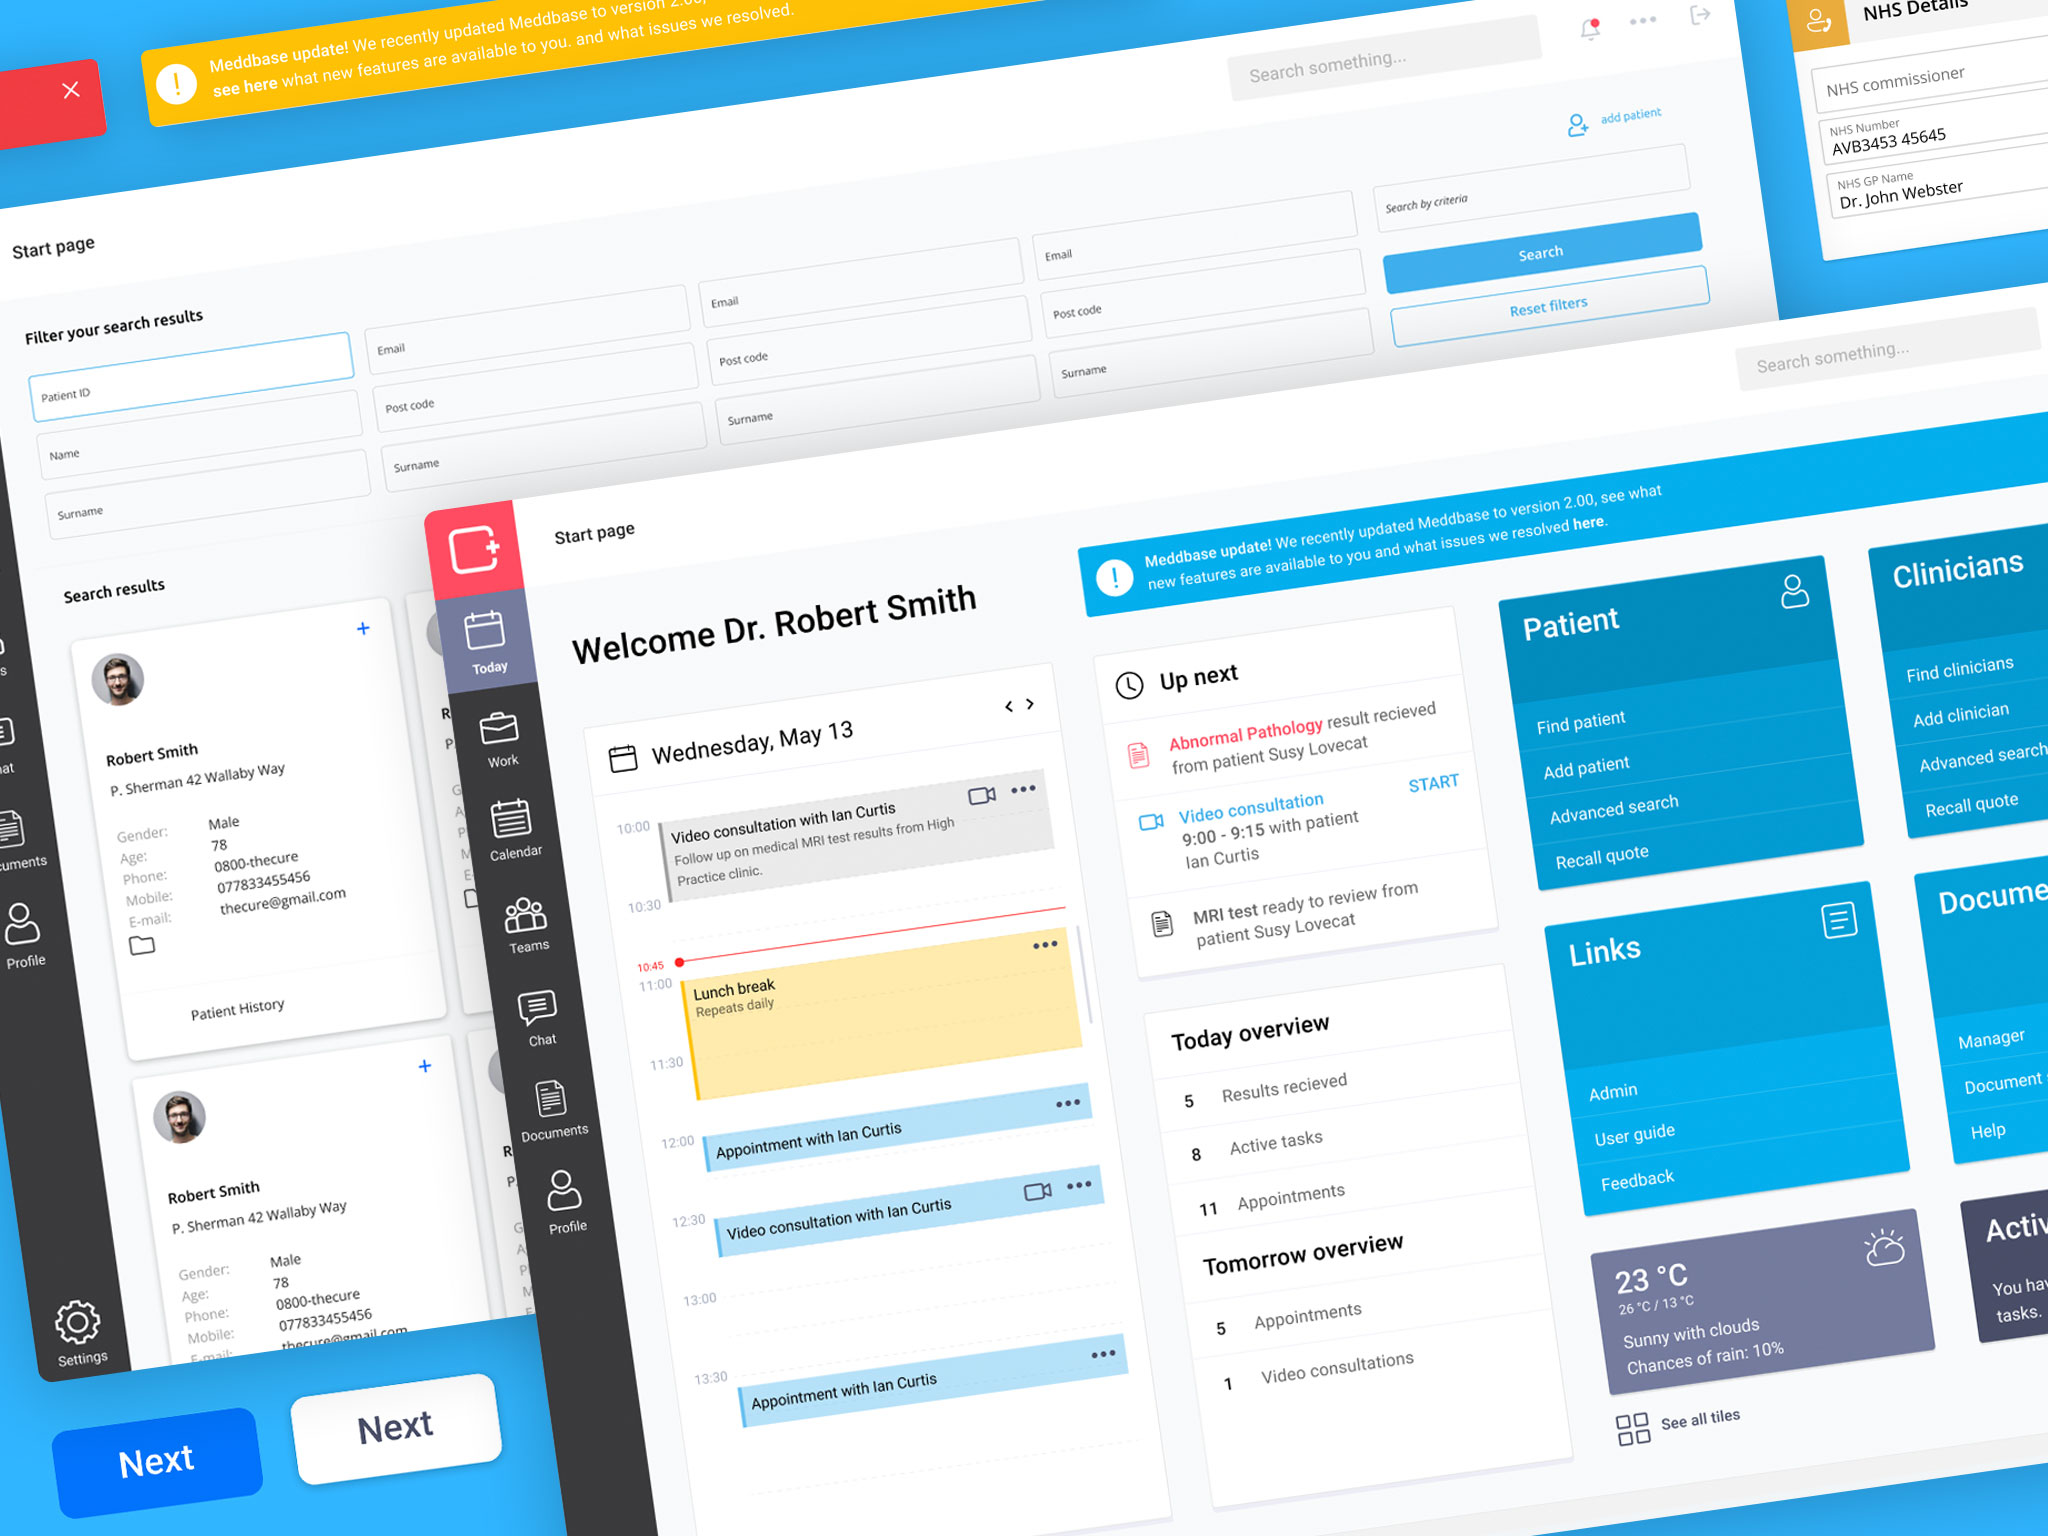 Meddbase update! We recently updated Meddbase to version 2.00,
see here what new features are available to you. and what issues we resolved.
Search something...
NHS Details
NHS commissioner
NHS Number
AVB3453 45645
NHS GP Name
Dr. John Webster
Start page
add patient
Filter your search results
Patient ID
Email
Email
Email
Search by criteria
Name
Post code
Post code
Post code
Search
Surname
Surname
Surname
Surname
Reset filters
Search results
Robert Smith
P. Sherman 42 Wallaby Way
Gender: Male
Age: 78
Phone: 0800-thecure
Mobile: 077833455456
E-mail: thecure@gmail.com
Patient History
Robert Smith
P. Sherman 42 Wallaby Way
Gender: Male
Age: 78
Phone: 0800-thecure
Mobile: 077833455456
E-mail: thecure@gmail.com
Profile
Settings
Next
Next
Start page
Search something...
Today
Work
Calendar
Teams
Chat
Documents
Profile
Welcome Dr. Robert Smith
Meddbase update! We recently updated Meddbase to version 2.00, see what
new features are available to you and what issues we resolved here.
Wednesday, May 13
10:00
Video consultation with Ian Curtis
Follow up on medical MRI test results from High
Practice clinic.
10:30
10:45
11:00
Lunch break
Repeats daily
11:30
12:00
Appointment with Ian Curtis
12:30
Video consultation with Ian Curtis
13:00
13:30
Appointment with Ian Curtis
Up next
Abnormal Pathology result recieved
from patient Susy Lovecat
Video consultation
START
9:00 - 9:15 with patient
Ian Curtis
MRI test ready to review from
patient Susy Lovecat
Today overview
5 Results recieved
8 Active tasks
11 Appointments
Tomorrow overview
5 Appointments
1 Video consultations
Patient
Find patient
Add patient
Advanced search
Recall quote
Clinicians
Find clinicians
Add clinician
Advanced search
Recall quote
Links
Admin
User guide
Feedback
Docume
Manager
Document
Help
23 °C
26 °C / 13 °C
Sunny with clouds
Chances of rain: 10%
Activ
You hav
tasks.
See all tiles